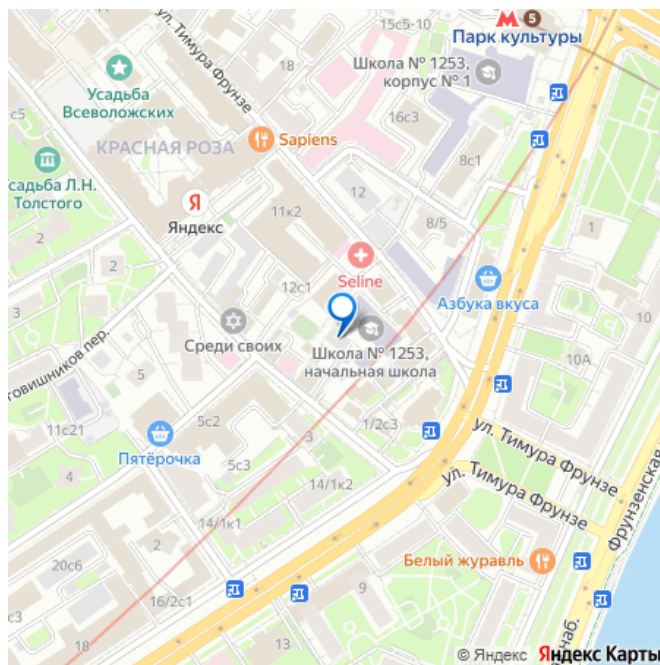 15с5-10
5
Парк культуры
ул. Тимура Фрунзе
18
Школа № 1253,
корпус № 1
Усадьба
Всеволожских
с5
16с3
КРАСНАЯ РОЗА
Sapiens
8с1
садьба Л.Н.
Толстого
12
Я
Яндекс
11к2
8/5
1
2
2
Seline
Азбука вкуса
12с1
Среди своих
Школа № 1253,
начальная школа
10А
товишников пер.
5
5с2
1/2с3
11с21
Пятёрочка
3
ул. Тимура Фрунзе
4
5с3
14/1к2
ул. Тимура Фрунзе
Фрунзенская
14/1к1
2
Белый журавль
20с6
9
с3
16/2с1
18
13
наб.
© Яндекс
Яндекс Карты